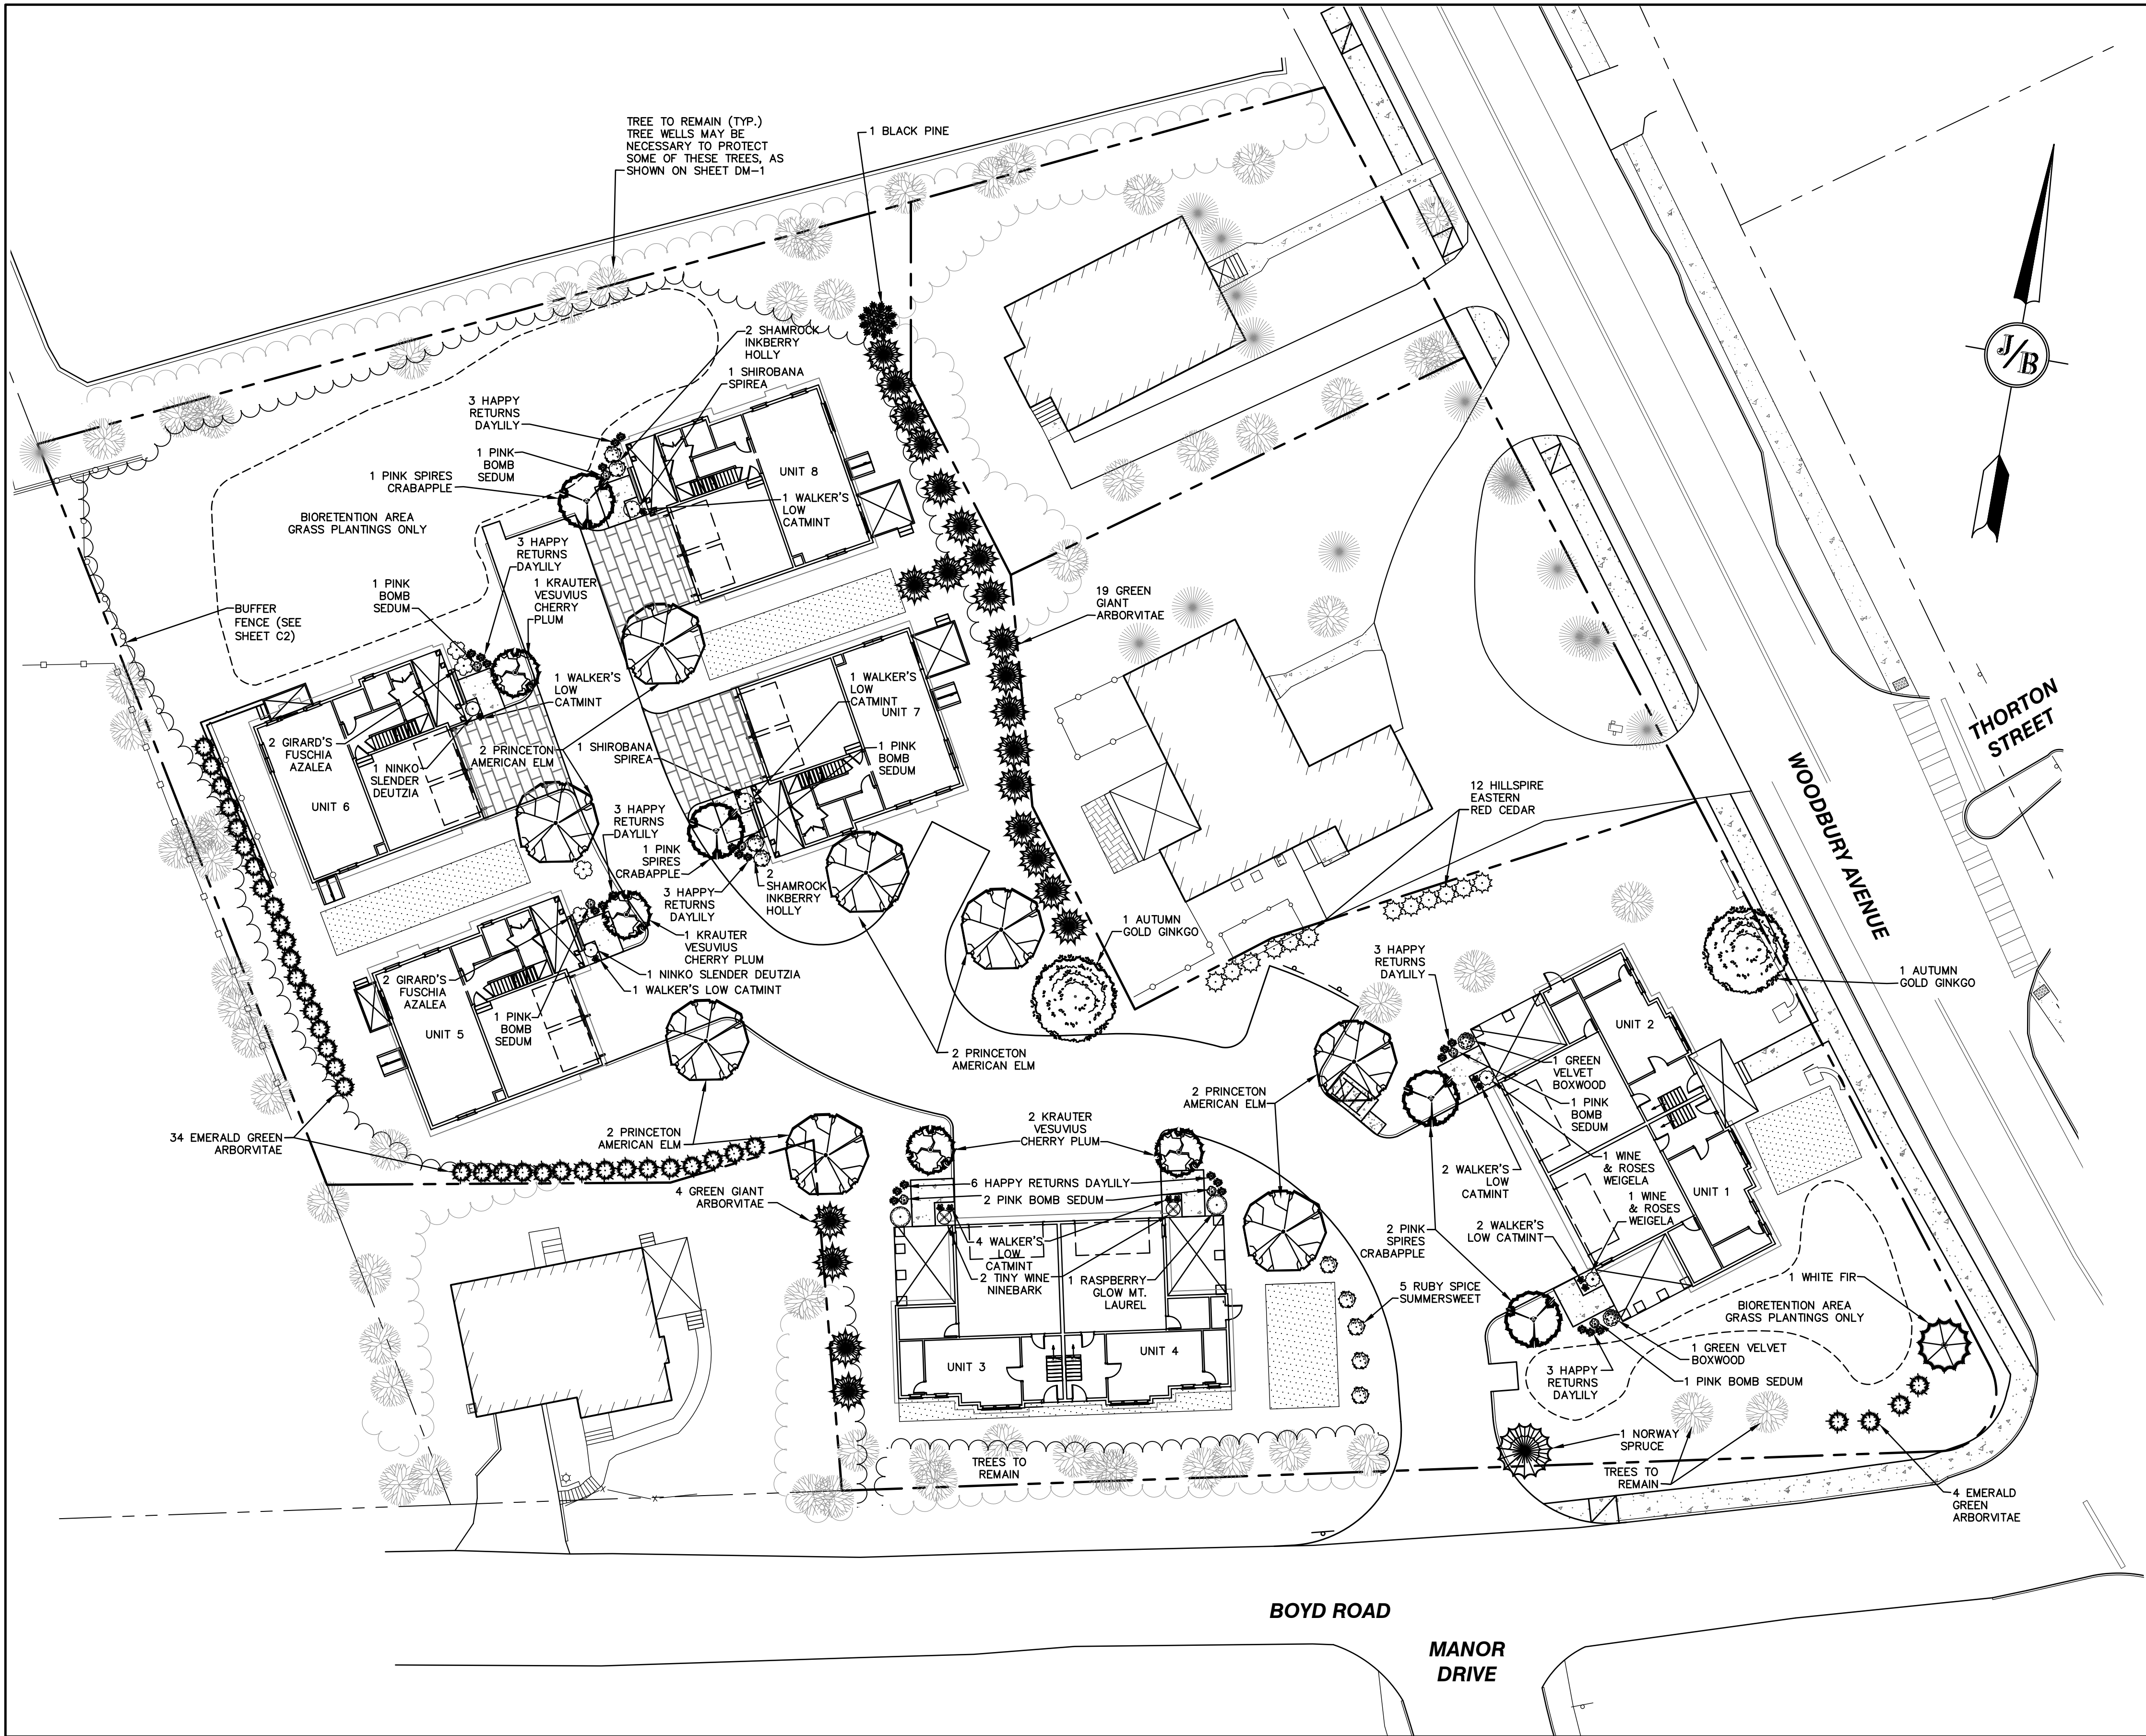 TREE TO REMAIN (TYP.)
TREE WELLS MAY BE
NECESSARY TO PROTECT
SOME OF THESE TREES, AS
SHOWN ON SHEET DM-1
1 BLACK PINE
2 SHAMROCK
INKBERRY
HOLLY
1 SHIROBANA
SPIREA
3 HAPPY
RETURNS
DAYLILY
1 PINK
BOMB
SEDUM
1 PINK SPIRES
CRABAPPLE
UNIT 8
1 WALKER'S
LOW
CATMINT
BIORETENTION AREA
GRASS PLANTINGS ONLY
3 HAPPY
RETURNS
DAYLILY
1 KRAUTER
VESUVIUS
CHERRY
PLUM
1 PINK
BOMB
SEDUM
BUFFER
FENCE (SEE
SHEET C2)
19 GREEN
GIANT
ARBORVITAE
J/B
THORTON
STREET
WOODBURY AVENUE
1 WALKER'S
LOW
CATMINT
1 WALKER'S
LOW
CATMINT
UNIT 7
2 GIRARD'S
FUSCHIA
AZALEA
1 NINKO
SLENDER
DEUTZIA
2 PRINCETON
AMERICAN ELM
1 SHIROBANA
SPIREA
1 PINK
BOMB
SEDUM
UNIT 6
12 HILLSPIRE
EASTERN
RED CEDAR
3 HAPPY
RETURNS
DAYLILY
1 PINK
SPIRES
CRABAPPLE
3 HAPPY
RETURNS
DAYLILY
2
SHAMROCK
INKBERRY
HOLLY
1 KRAUTER
VESUVIUS
CHERRY PLUM
1 NINKO SLENDER DEUTZIA
1 WALKER'S LOW CATMINT
2 GIRARD'S
FUSCHIA
AZALEA
1 PINK
BOMB
SEDUM
UNIT 5
1 AUTUMN
GOLD GINKGO
3 HAPPY
RETURNS
DAYLILY
1 AUTUMN
GOLD GINKGO
UNIT 2
2 PRINCETON
AMERICAN ELM
1 GREEN
VELVET
BOXWOOD
1 PINK
BOMB
SEDUM
2 PRINCETON
AMERICAN ELM
34 EMERALD GREEN
ARBORVITAE
2 PRINCETON
AMERICAN ELM
2 KRAUTER
VESUVIUS
CHERRY PLUM
1 WINE
& ROSES
WEIGELA
2 WALKER'S
LOW
CATMINT
UNIT 1
4 GREEN GIANT
ARBORVITAE
6 HAPPY RETURNS DAYLILY
2 PINK BOMB SEDUM
1 WINE
& ROSES
WEIGELA
2 WALKER'S
LOW CATMINT
2 PINK
SPIRES
CRABAPPLE
4 WALKER'S
LOW
CATMINT
2 TINY WINE
NINEBARK
1 RASPBERRY
GLOW MT.
LAUREL
5 RUBY SPICE
SUMMERSWEET
1 WHITE FIR
BIORETENTION AREA
GRASS PLANTINGS ONLY
UNIT 3
UNIT 4
1 GREEN VELVET
BOXWOOD
1 PINK BOMB SEDUM
3 HAPPY
RETURNS
DAYLILY
TREES TO
REMAIN
1 NORWAY
SPRUCE
TREES TO
REMAIN
4 EMERALD
GREEN
ARBORVITAE
BOYD ROAD
MANOR
DRIVE